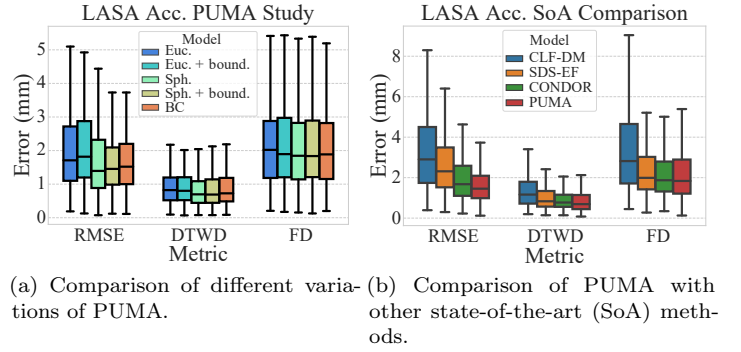 LASA Acc. PUMA Study
Error (mm)
5
4
3
2
1
0
Model
Euc.
Euc. + bound.
Sph.
Sph. + bound.
BC
RMSE DTWD FD
Metric
(a) Comparison of different varia-
tions of PUMA.
LASA Acc. SoA Comparison
Error (mm)
8
6
4
2
0
Model
CLF-DM
SDS-EF
CONDOR
PUMA
RMSE DTWD FD
Metric
(b) Comparison of PUMA with
other state-of-the-art (SoA) meth-
ods.